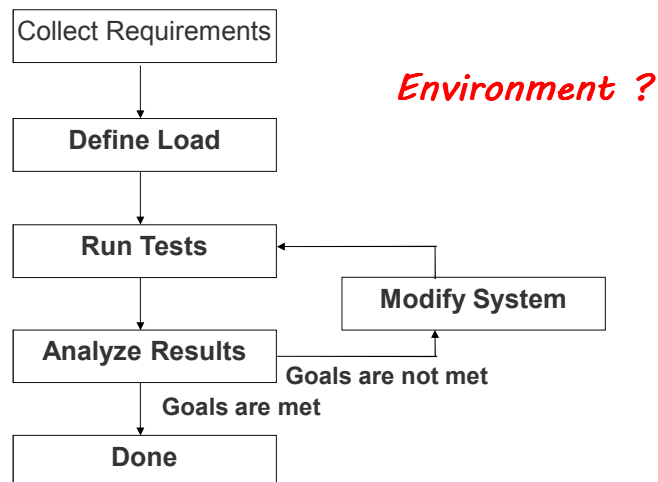 Collect Requirements
Environment ?
Define Load
Run Tests
Modify System
Analyze Results
Goals are not met
Goals are met
Done